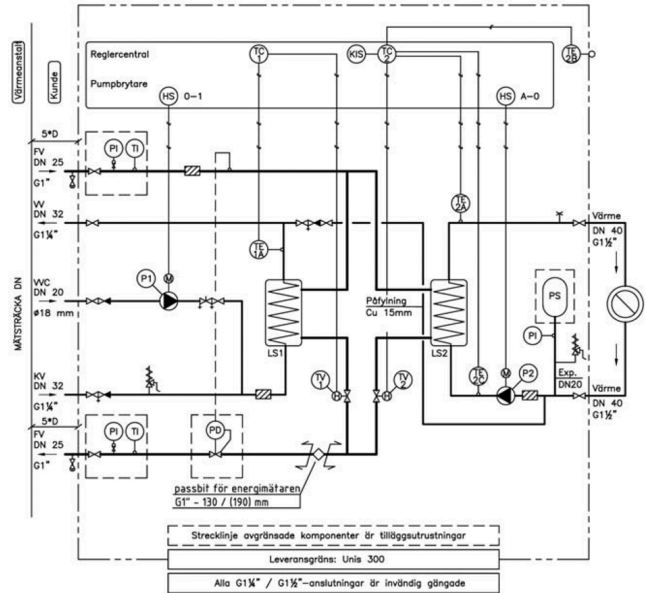 Värmeanstalt
Kunde
MÄTSTRÄCKA DN
Reglercentral
Pumpbrytare
TC 1
KIS
TC 2
TE 2B
HS 0-1
HS A-0
5*D
FV
DN 25
G1"
PI
TI
VV
DN 32
G1¼"
TE 1A
TE 2A
Värme
DN 40
G1½"
VVC
DN 20
ø18 mm
P1
M
LS1
Påfylning
Cu 15mm
LS2
PS
PI
KV
DN 32
G1¼"
TV 1
TV 2
TE 2C
M
P2
Exp.
DN20
Värme
DN 40
G1½"
5*D
FV
DN 25
G1"
PI
TI
PD
passbit för energimätaren
G1" - 130 / (190) mm
Strecklinje avgränsade komponenter är tilläggsutrustningar
Leveransgräns: Unis 300
Alla G1¼" / G1½"-anslutningar är invändig gängade